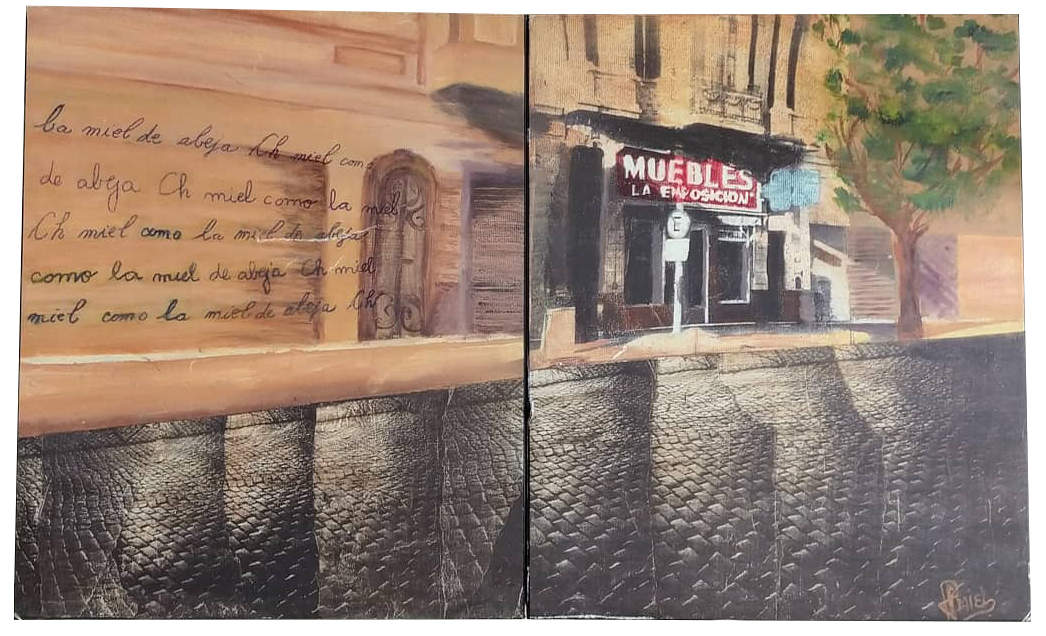 la miel de abeja Ch miel como
de abeja Ch miel como la miel
Ch miel como la miel de abeja
como la miel de abeja Ch miel
miel como la miel de abeja Ch
MUEBLES
LA EXPOSICION
E